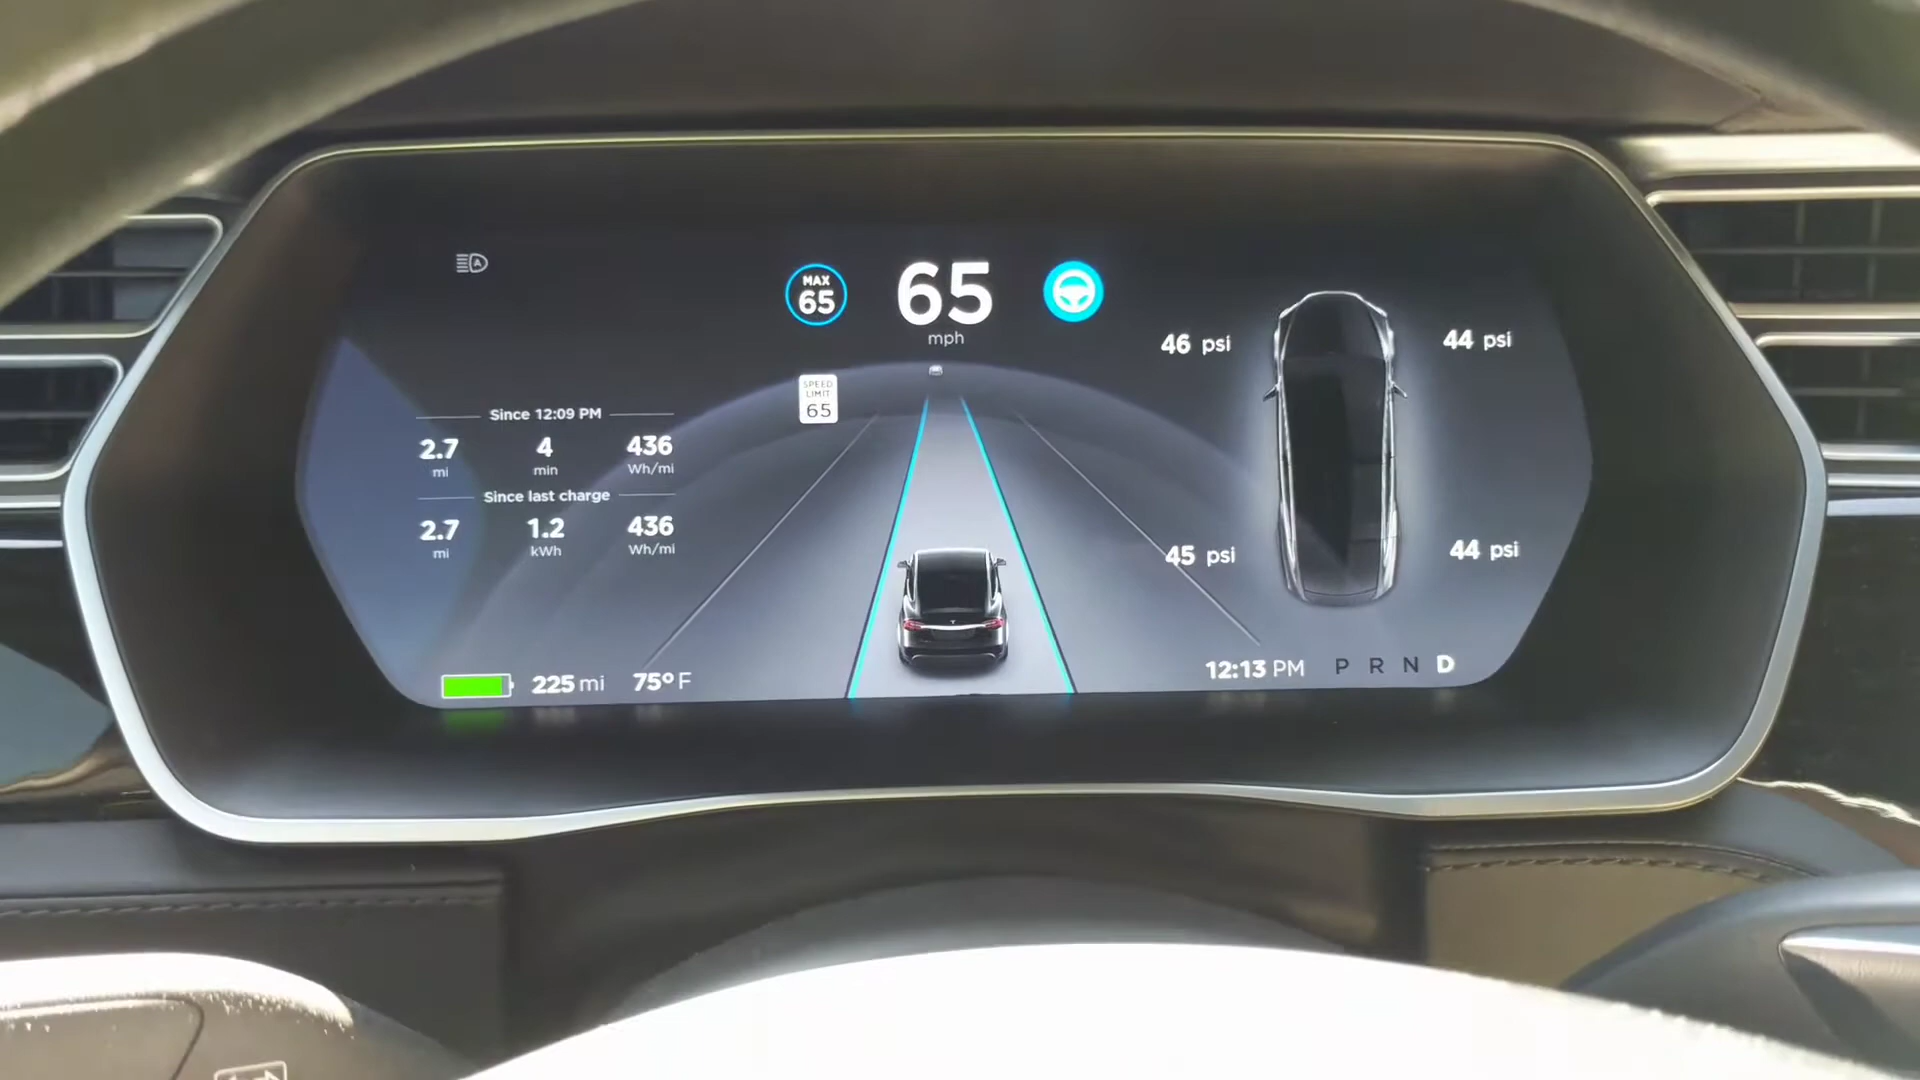 MAX
65
65
mph
SPEED
LIMIT
65
46 psi
44 psi
45 psi
44 psi
Since 12:09 PM
2.7 4 436
mi min Wh/mi
Since last charge
2.7 1.2 436
mi kWh Wh/mi
225 mi 75° F
12:13 PM P R N D